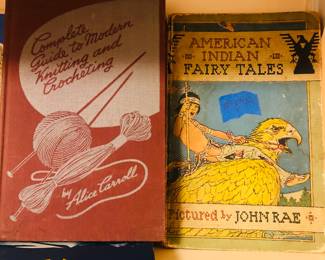 Complete
Guide to Modern
Knitting and
Crocheting
by Alice Carroll
AMERICAN
INDIAN
FAIRY TALES
Pictured by JOHN RAE